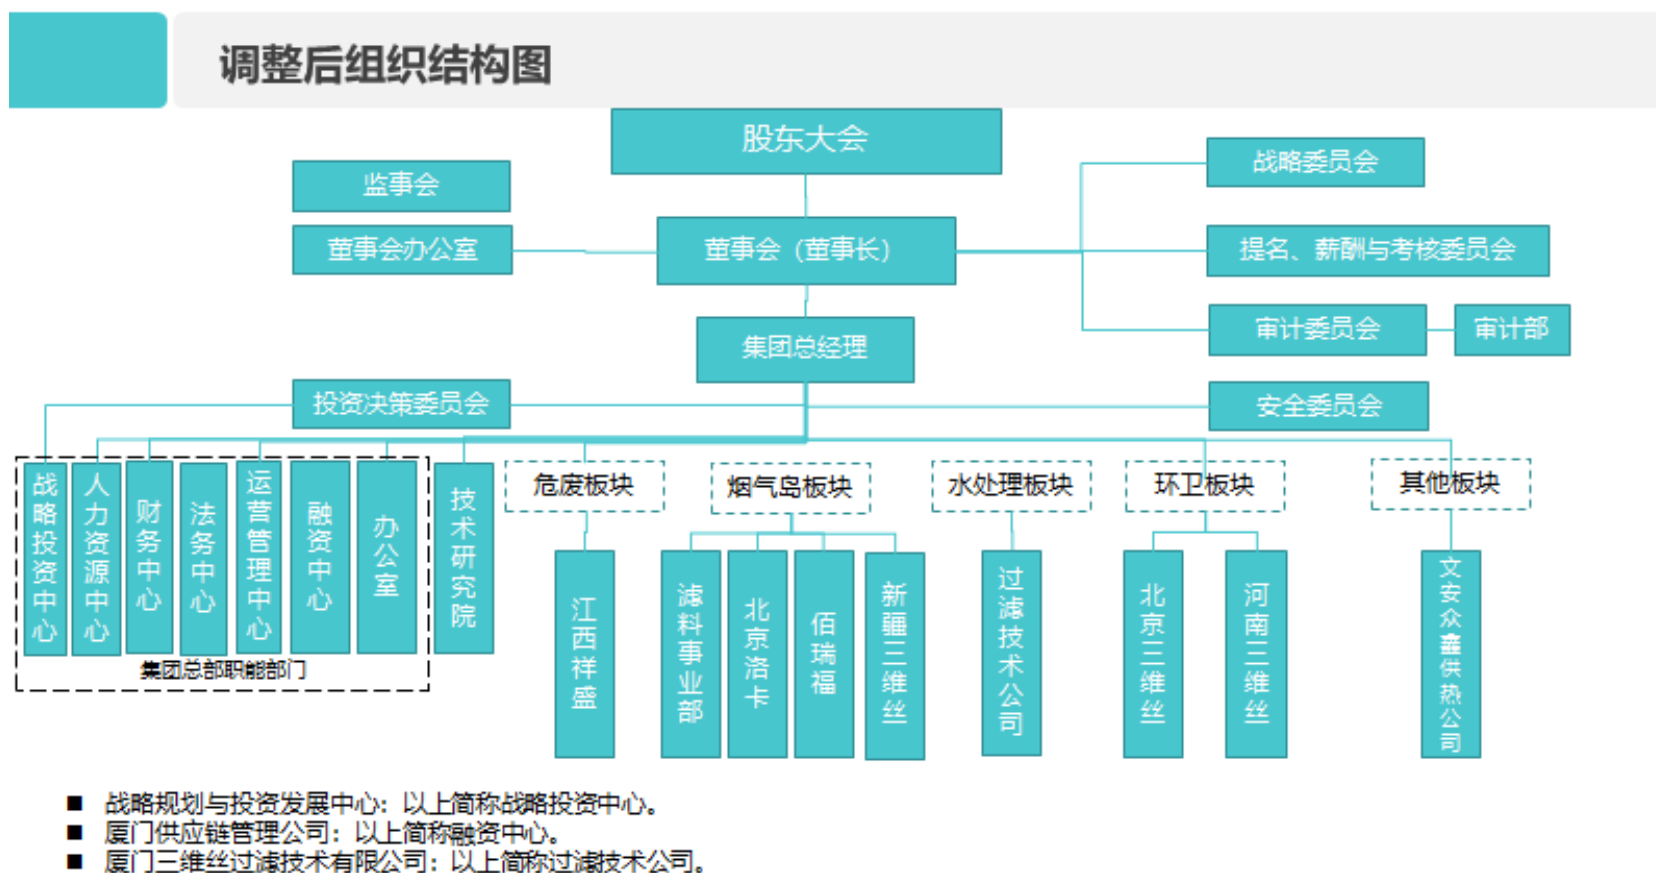 调整后组织结构图
股东大会
监事会
战略委员会
董事会办公室
董事会（董事长）
提名、薪酬与考核委员会
集团总经理
审计委员会
审计部
投资决策委员会
安全委员会
战略投资中心
人力资源中心
财务中心
法务中心
运营管理中心
融资中心
办公室
技术研究院
集团总部职能部门
危废板块
烟气岛板块
水处理板块
环卫板块
其他板块
江西祥盛
滤料事业部
北京洛卡
佰瑞福
新疆三维丝
过滤技术公司
北京三维丝
河南三维丝
文安众鑫供热公司
■ 战略规划与投资发展中心：以上简称战略投资中心。
■ 厦门供应链管理公司：以上简称融资中心。
■ 厦门三维丝过滤技术有限公司：以上简称过滤技术公司。